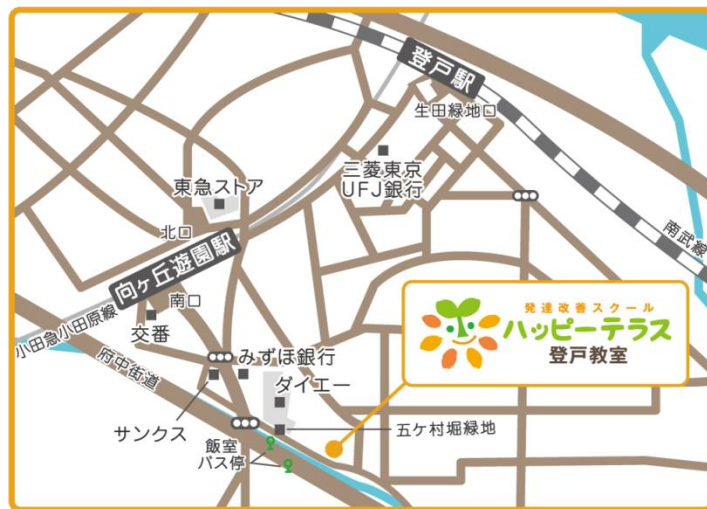 登戸駅
生田緑地口
三菱東京
UFJ銀行
東急ストア
北口
向ヶ丘遊園駅
南武線
南口
小田急小田原線
交番
発達改善スクール
ハッピーテラス
登戸教室
府中街道
みずほ銀行
ダイエー
サンクス
五ケ村堀緑地
飯室
バス停